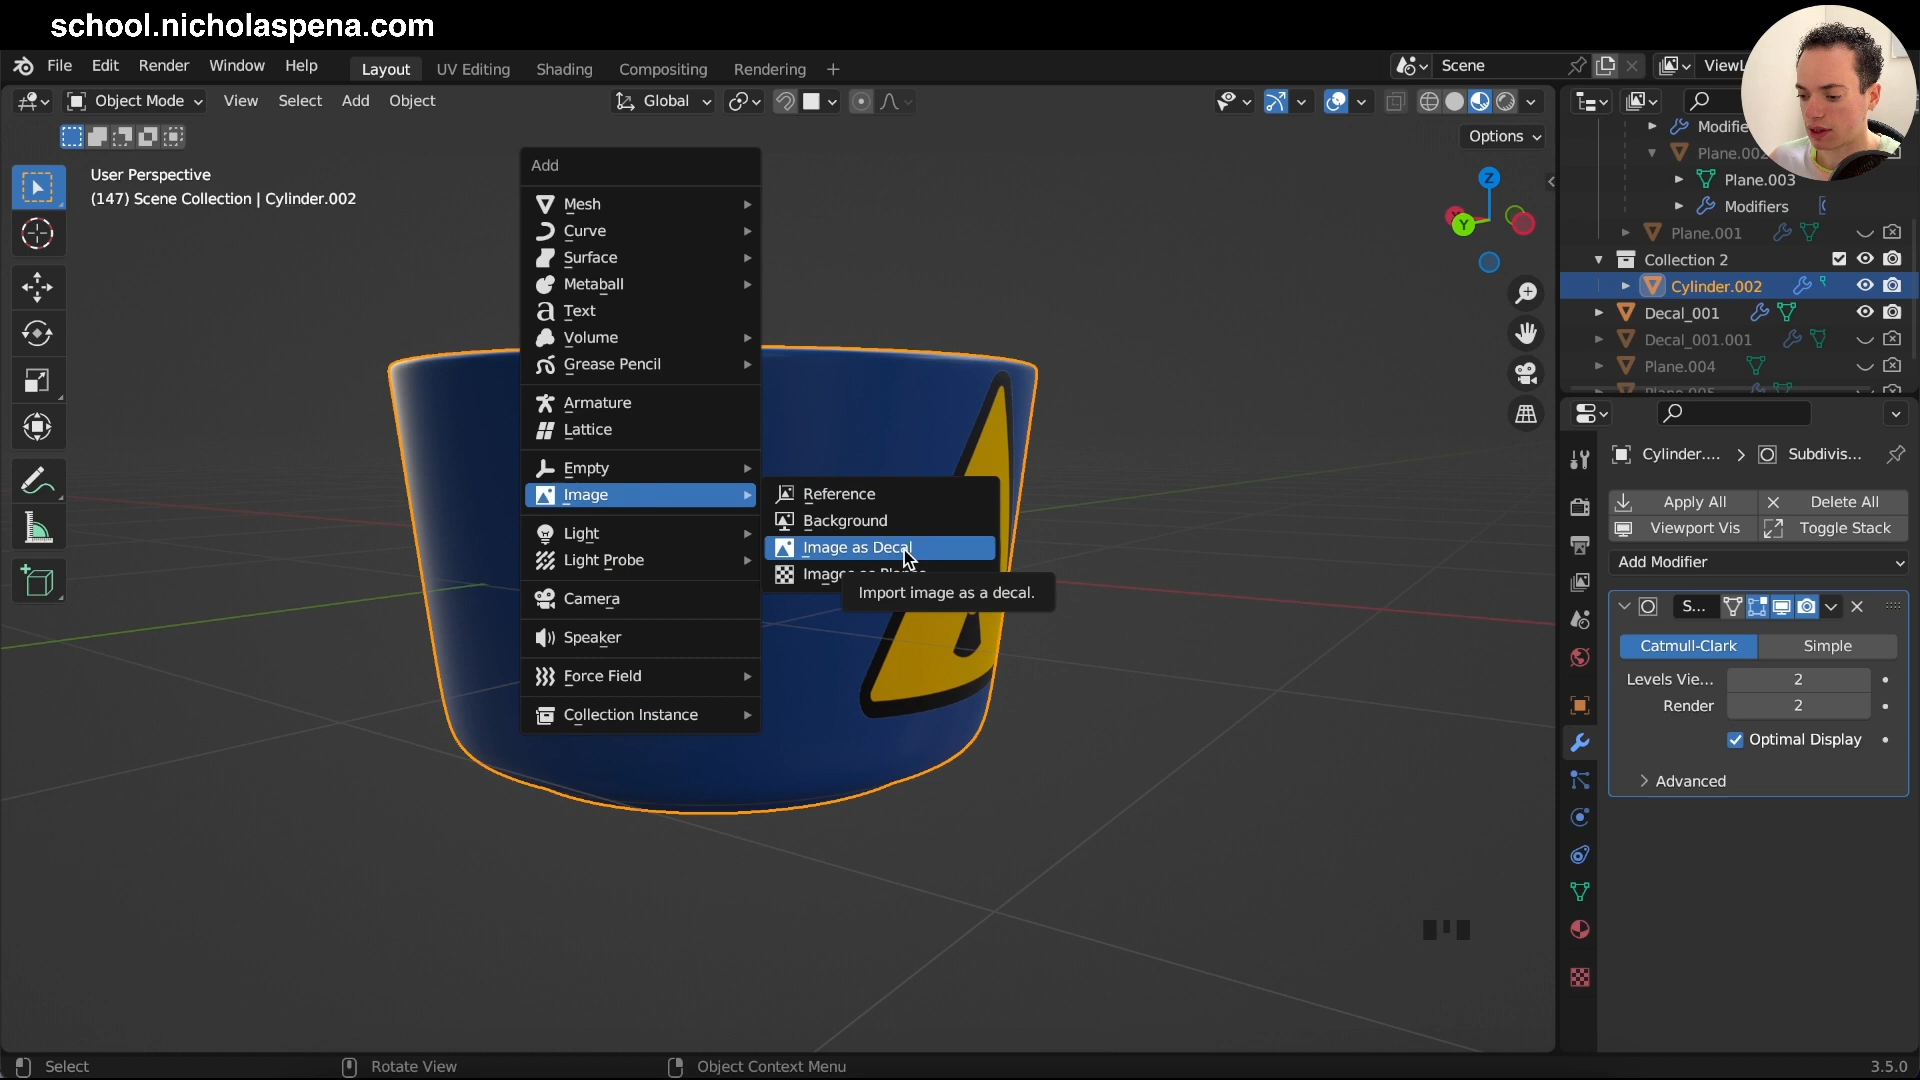 school.nicholaspena.com
File Edit Render Window Help
Layout UV Editing Shading Compositing Rendering +
Scene
ViewL
Object Mode View Select Add Object
Global
Options
User Perspective
(147) Scene Collection | Cylinder.002
Add
Mesh
Curve
Surface
Metaball
Text
Volume
Grease Pencil
Armature
Lattice
Empty
Image
Light
Light Probe
Camera
Speaker
Force Field
Collection Instance
Reference
Background
Image as Decal
Import image as a decal.
Z
Y
Modifie
Plane.002
Plane.003
Modifiers
Plane.001
Collection 2
Cylinder.002
Decal_001
Decal_001.001
Plane.004
Cylinder.... > Subdivis...
Apply All Delete All
Viewport Vis Toggle Stack
Add Modifier
S...
Catmull-Clark Simple
Levels Vie... 2
Render 2
Optimal Display
Advanced
Select Rotate View Object Context Menu 3.5.0